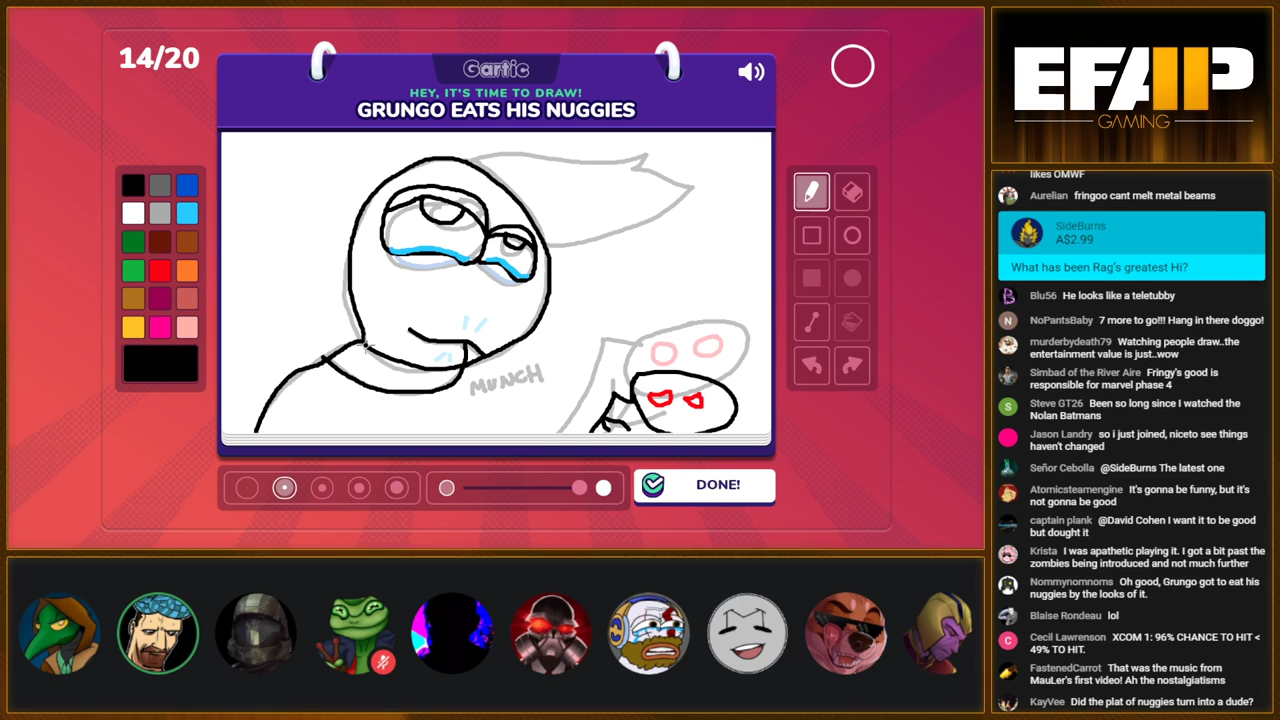 14/20
Gartic
HEY, IT'S TIME TO DRAW!
GRUNGO EATS HIS NUGGIES
MUNCH
DONE!
EFAP
GAMING
likes OMWF
Aurelian fringoo cant melt metal beams
SideBurns
A$2.99
What has been Rag's greatest Hi?
Blu56 He looks like a teletubby
NoPantsBaby 7 more to go!!! Hang in there doggo!
murderbydeath79 Watching people draw..the
entertainment value is just..wow
Simbad of the River Aire Fringy's good is
responsible for marvel phase 4
Steve GT26 Been so long since I watched the
Nolan Batmans
Jason Landry so i just joined, niceto see things
haven't changed
Señor Cebolla @SideBurns The latest one
Atomicsteamengine It's gonna be funny, but it's
not gonna be good
captain plank @David Cohen I want it to be good
but dought it
Krista I was apathetic playing it. I got a bit past the
zombies being introduced and not much further
Nommynomnoms Oh good, Grungo got to eat his
nuggies by the looks of it.
Blaise Rondeau lol
Cecil Lawrenson XCOM 1: 96% CHANCE TO HIT <
49% TO HIT.
FastenedCarrot That was the music from
MauLer's first video! Ah the nostalgiatisms
KayVee Did the plat of nuggies turn into a dude?